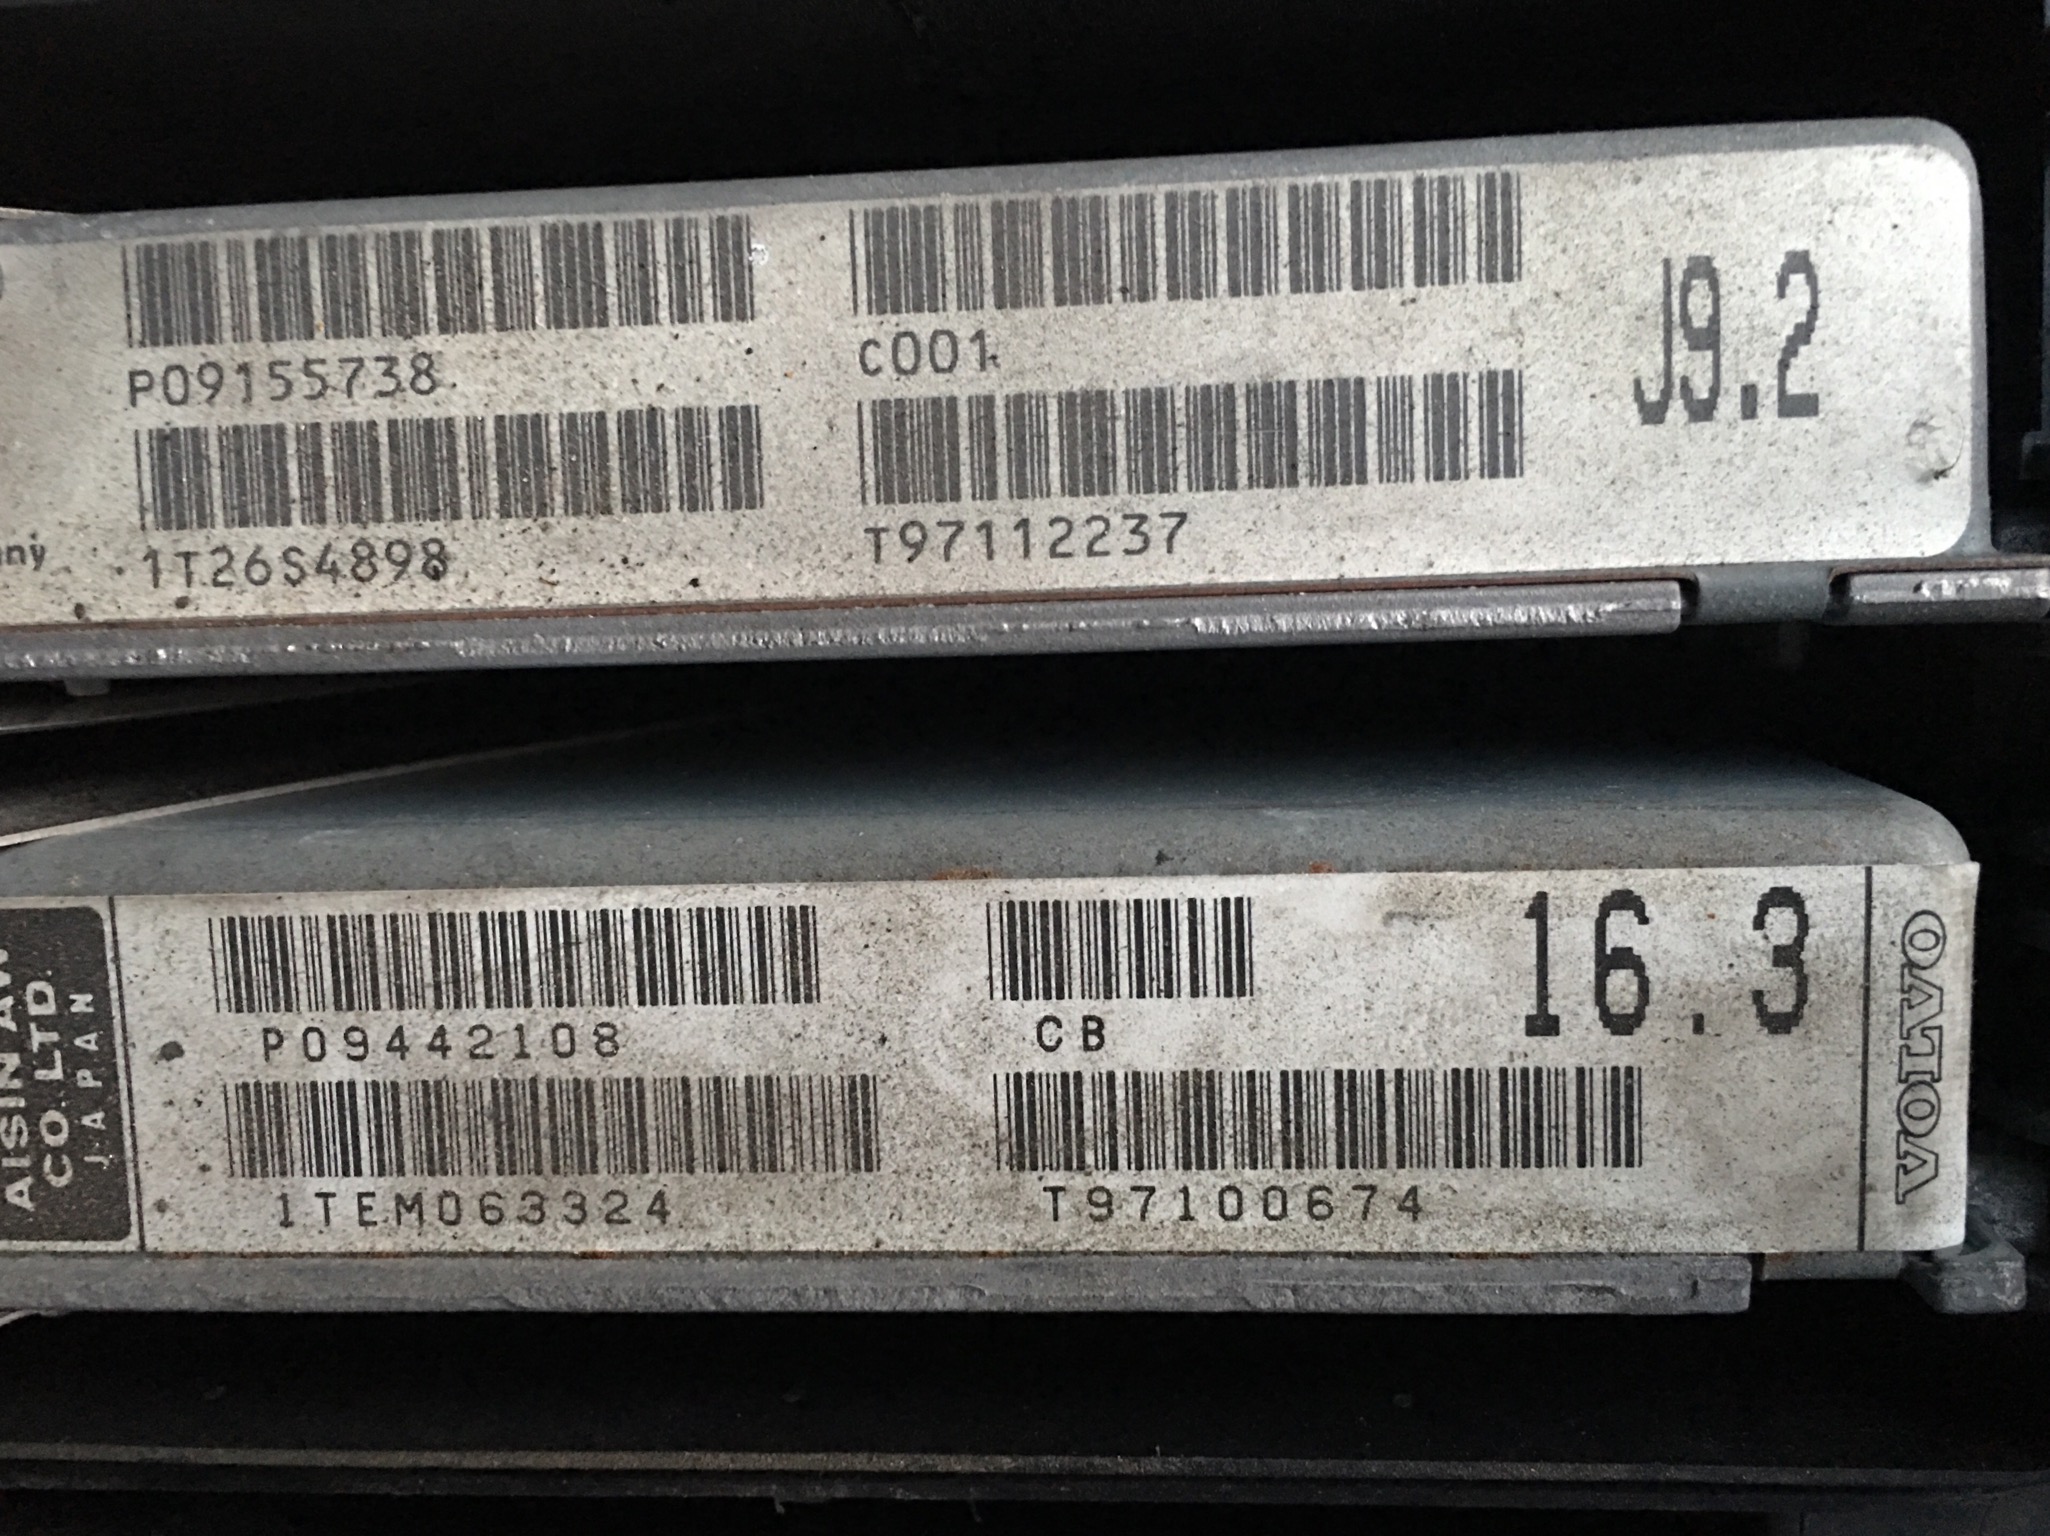 P09155738
C001
J9.2
1T26S4898
T97112237
AISIN AW
CO. LTD.
JAPAN
P09442108
CB
16.3
1TEM063324
T97100674
VOLVO